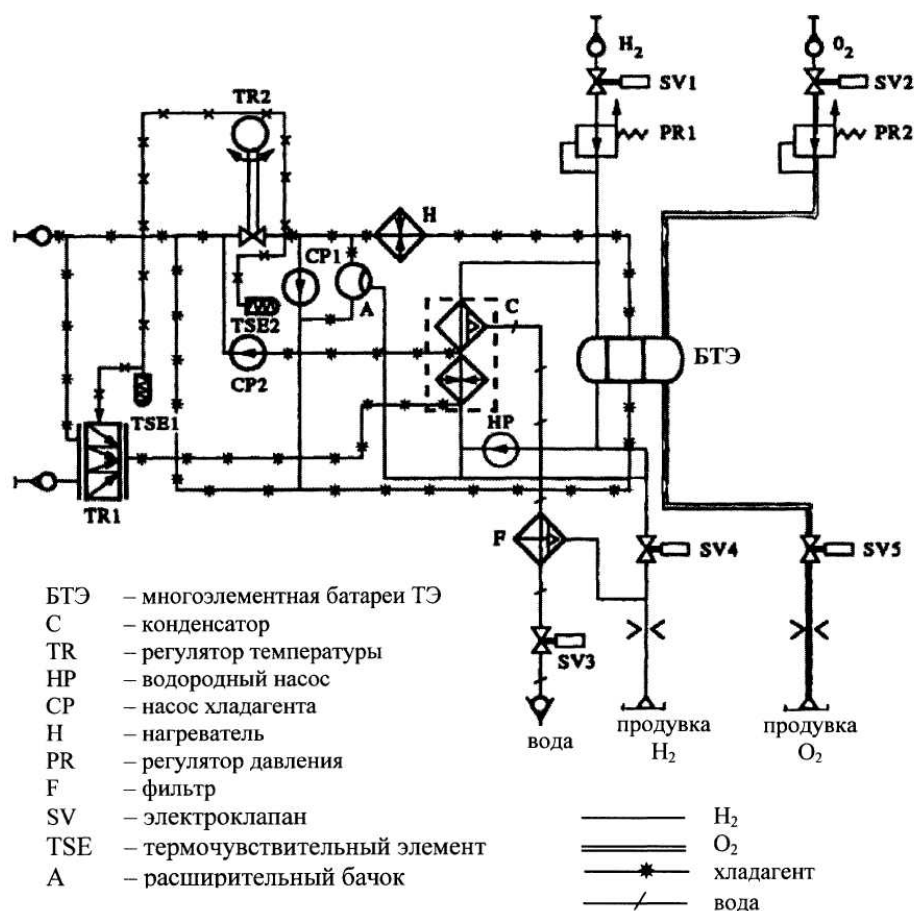 H₂
O₂
SV1
SV2
TR2
PR1
PR2
H
CP1
A
C
TSE2
БТЭ
CP2
TSE1
HP
TR1
F
SV4
SV5
SV3
БТЭ – многоэлементная батареи ТЭ
C – конденсатор
TR – регулятор температуры
HP – водородный насос
CP – насос хладагента
H – нагреватель
PR – регулятор давления
F – фильтр
SV – электроклапан
TSE – термочувствительный элемент
A – расширительный бачок
вода
продувка
H₂
продувка
O₂
H₂
O₂
хладагент
вода